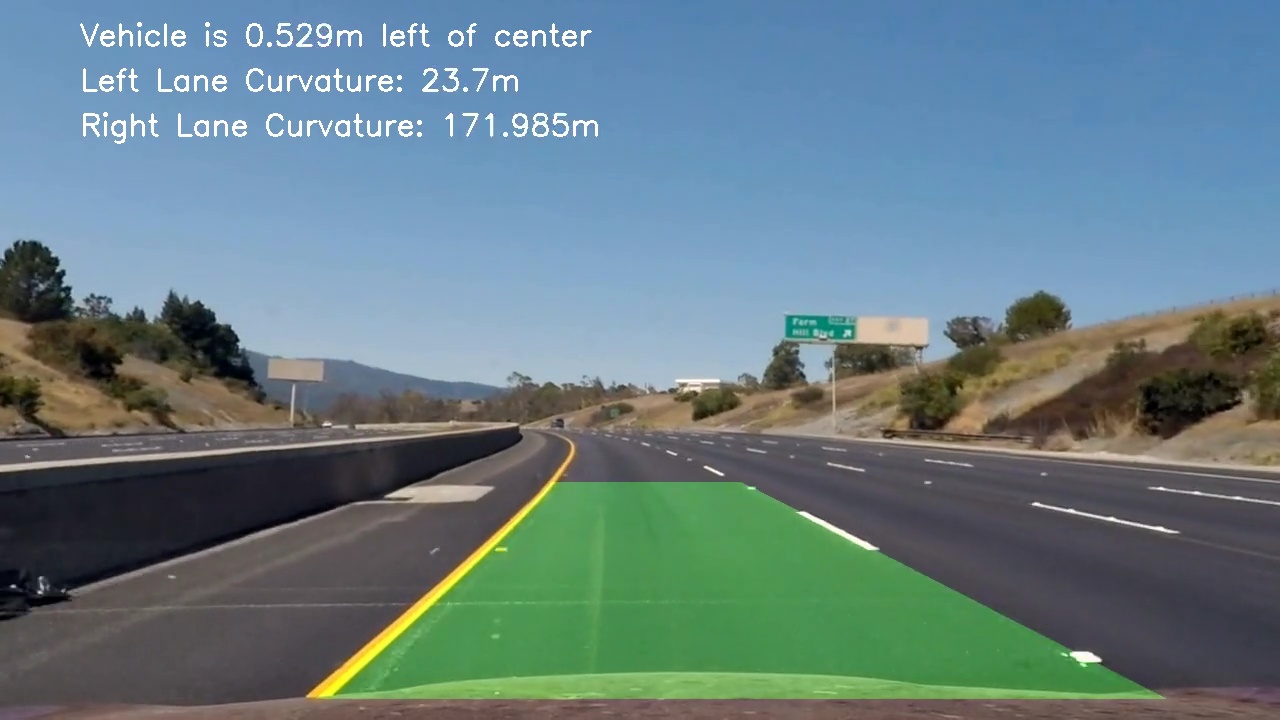 Vehicle is 0.529m left of center
Left Lane Curvature: 23.7m
Right Lane Curvature: 171.985m
Farm
Hill Blvd